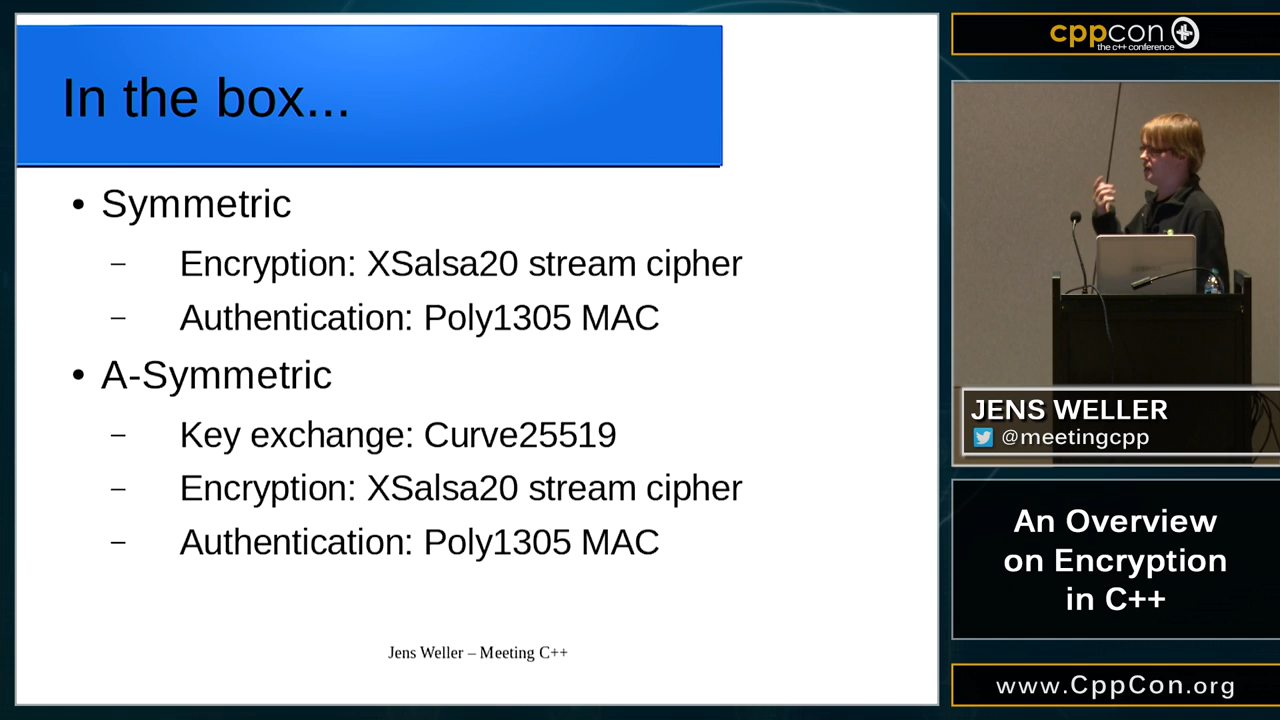 In the box...
• Symmetric
– Encryption: XSalsa20 stream cipher
– Authentication: Poly1305 MAC
• A-Symmetric
– Key exchange: Curve25519
– Encryption: XSalsa20 stream cipher
– Authentication: Poly1305 MAC
Jens Weller – Meeting C++
cppcon
the c++ conference
JENS WELLER
@meetingcpp
An Overview
on Encryption
in C++
www.CppCon.org